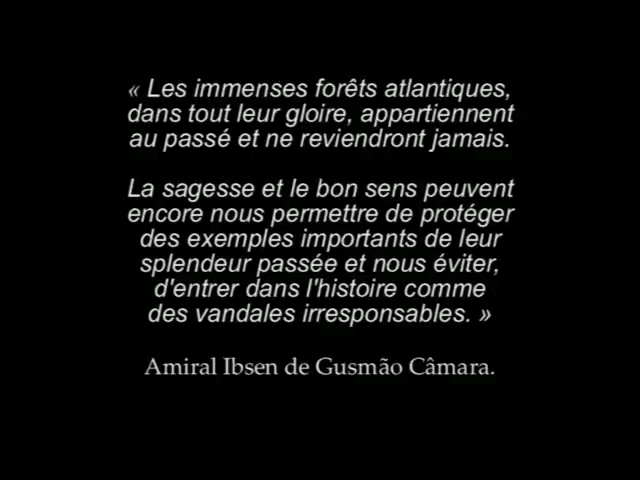 « Les immenses forêts atlantiques,
dans tout leur gloire, appartiennent
au passé et ne reviendront jamais.
La sagesse et le bon sens peuvent
encore nous permettre de protéger
des exemples importants de leur
splendeur passée et nous éviter,
d'entrer dans l'histoire comme
des vandales irresponsables. »
Amiral Ibsen de Gusmão Câmara.